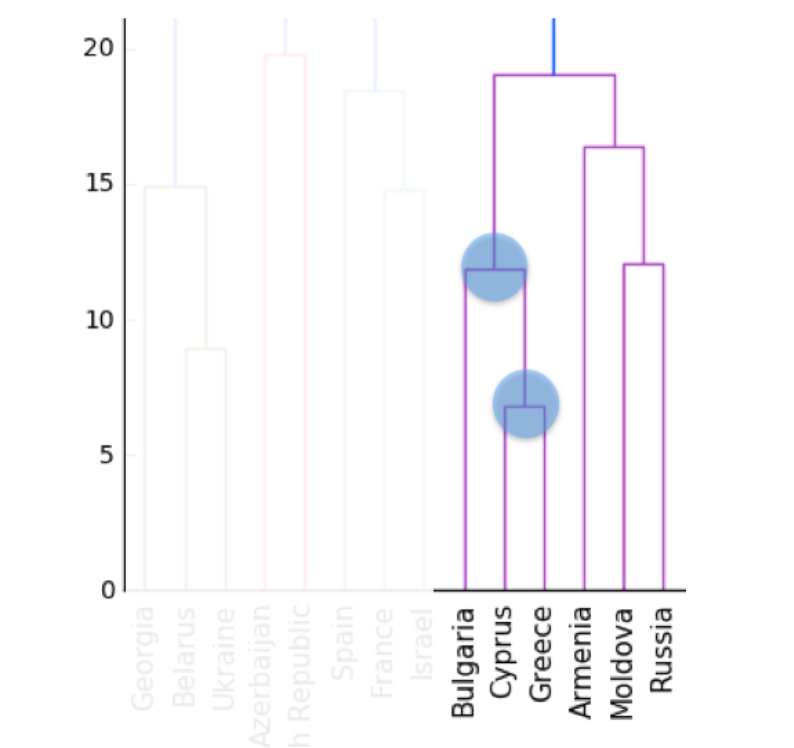 20
15
10
5
0
Georgia
Belarus
Ukraine
Azerbaijan
h Republic
Spain
France
Israel
Bulgaria
Cyprus
Greece
Armenia
Moldova
Russia